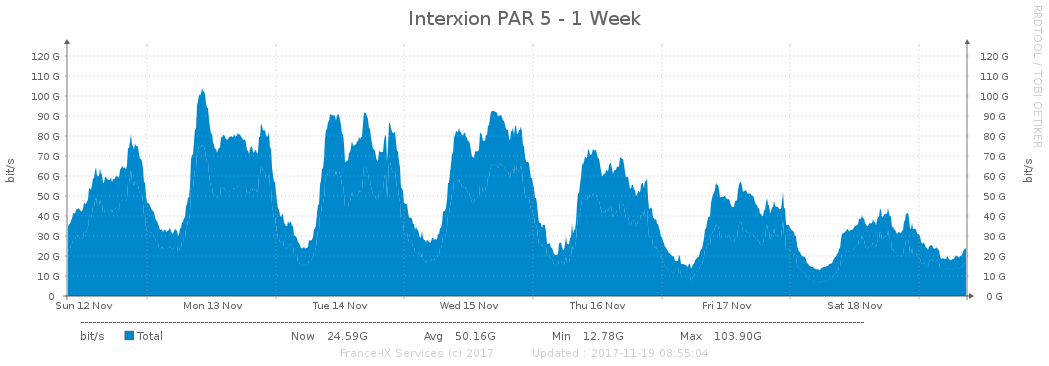 Interxion PAR 5 - 1 Week
RRDTOOL / TOBI OETIKER
bit/s
120 G
110 G
100 G
90 G
80 G
70 G
60 G
50 G
40 G
30 G
20 G
10 G
0
120 G
110 G
100 G
90 G
80 G
70 G
60 G
50 G
40 G
30 G
20 G
10 G
0 G
bit/s
Sun 12 Nov Mon 13 Nov Tue 14 Nov Wed 15 Nov Thu 16 Nov Fri 17 Nov Sat 18 Nov
bit/s Total Now 24.59G Avg 50.16G Min 12.78G Max 103.90G
France-IX Services (c) 2017 Updated : 2017-11-19 08:55:04